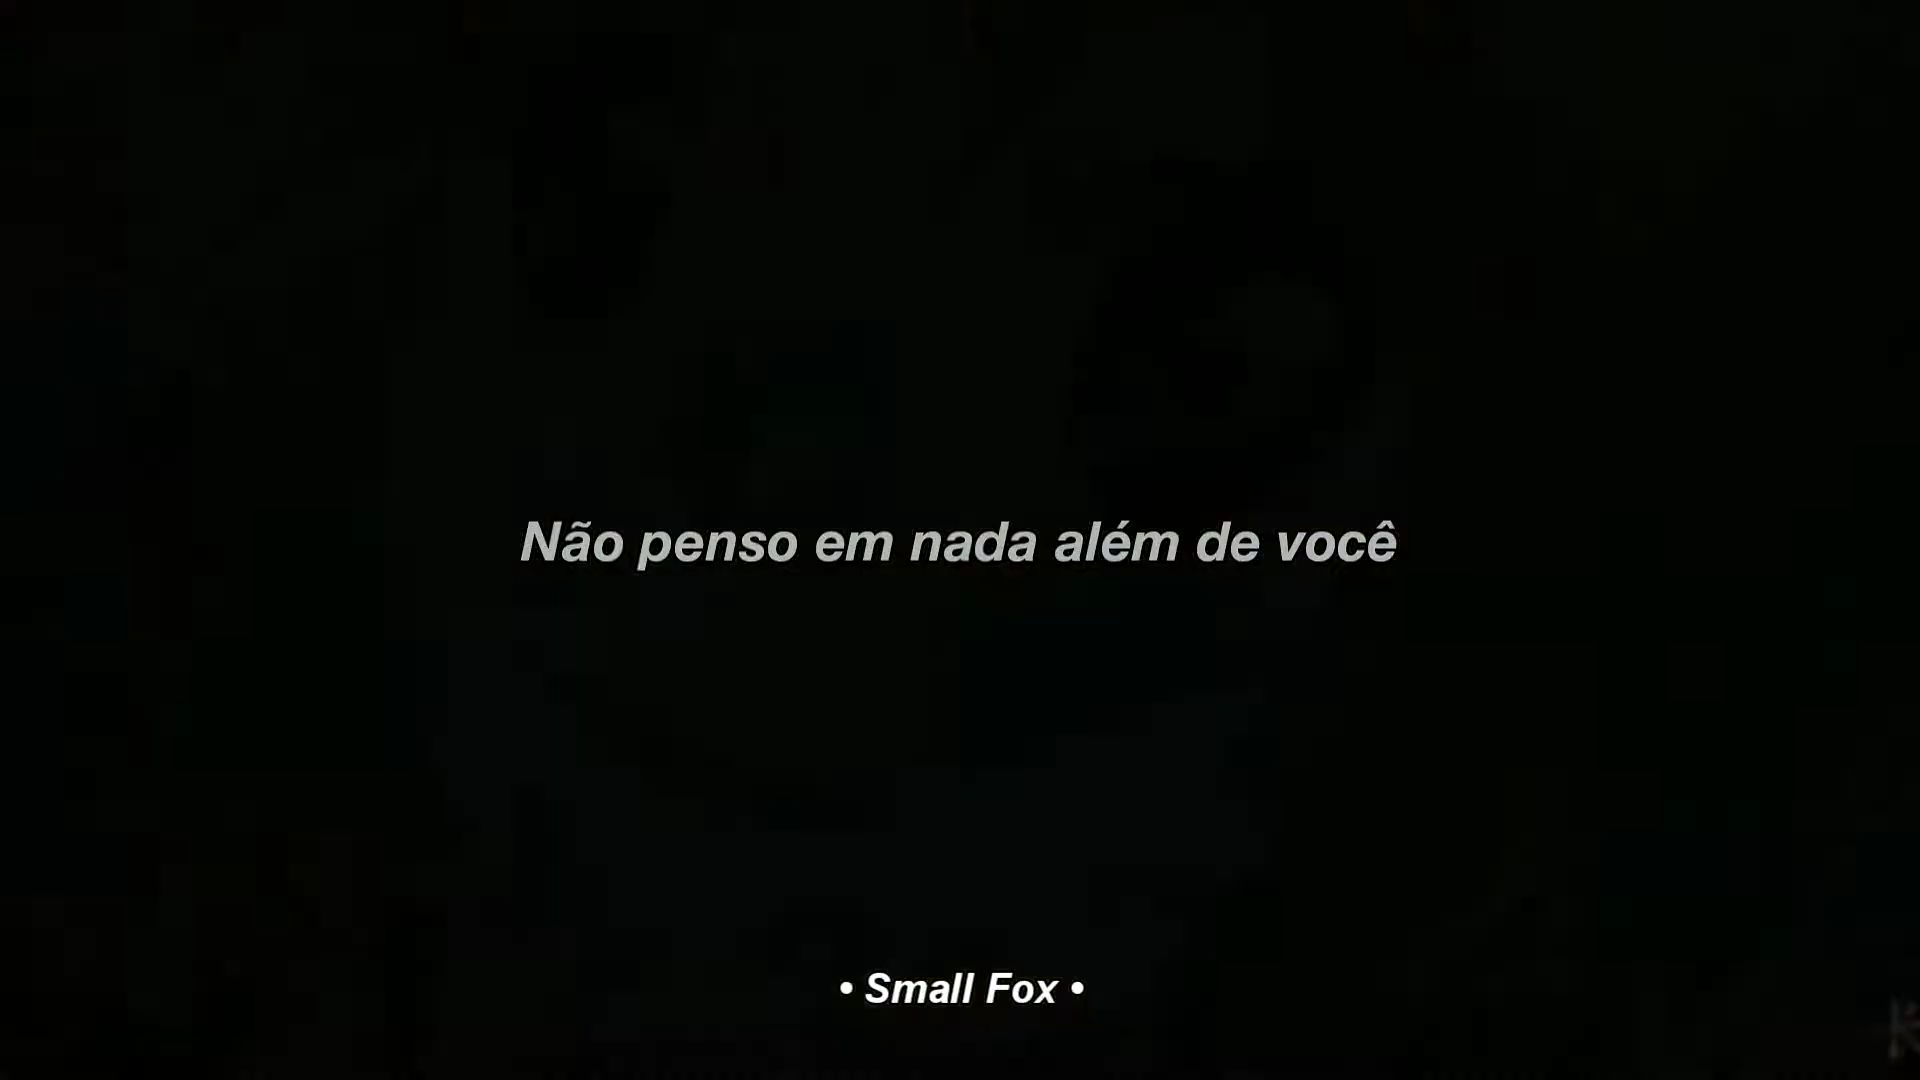 Não penso em nada além de você
• Small Fox •